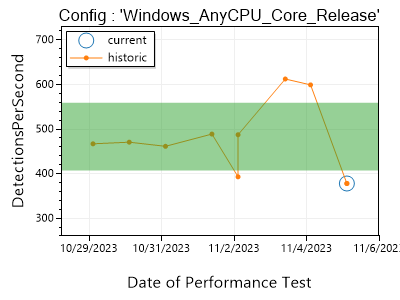 Config : 'Windows_AnyCPU_Core_Release'
current
historic
DetectionsPerSecond
700
600
500
400
300
10/29/2023
10/31/2023
11/2/2023
11/4/2023
11/6/2023
Date of Performance Test